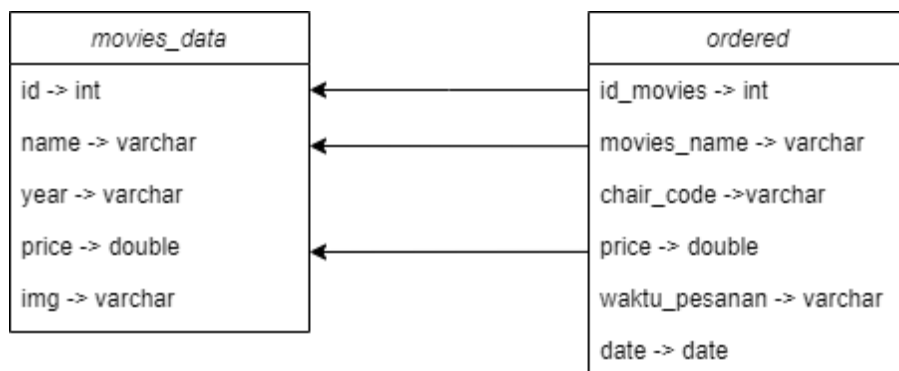 movies_data
id -> int
name -> varchar
year -> varchar
price -> double
img -> varchar
ordered
id_movies -> int
movies_name -> varchar
chair_code ->varchar
price -> double
waktu_pesanan -> varchar
date -> date